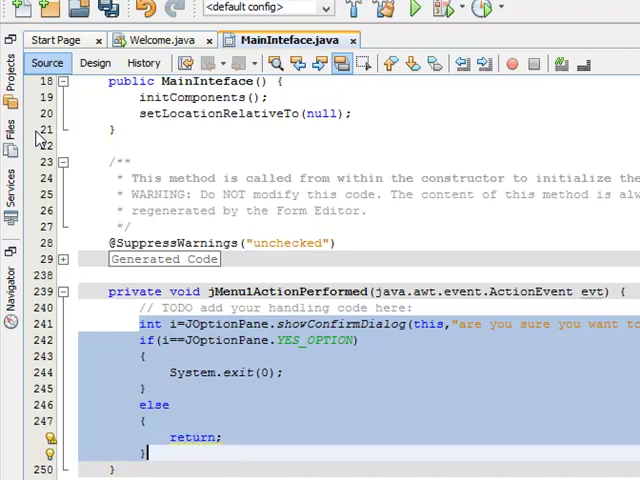 <default config>
Start Page
Welcome.java
MainInteface.java
Source
Design
History
Projects
Files
Services
Navigator
18 public MainInteface() {
19 initComponents();
20 setLocationRelativeTo(null);
21 }
22
23 /**
24 * This method is called from within the constructor to initialize the
25 * WARNING: Do NOT modify this code. The content of this method is alw
26 * regenerated by the Form Editor.
27 */
28 @SuppressWarnings("unchecked")
29 Generated Code
238
239 private void jMenu1ActionPerformed(java.awt.event.ActionEvent evt) {
240 // TODO add your handling code here:
241 int i=JOptionPane.showConfirmDialog(this,"are you sure you want to
242 if(i==JOptionPane.YES_OPTION)
243 {
244 System.exit(0);
245 }
246 else
247 {
return;
}
250 }